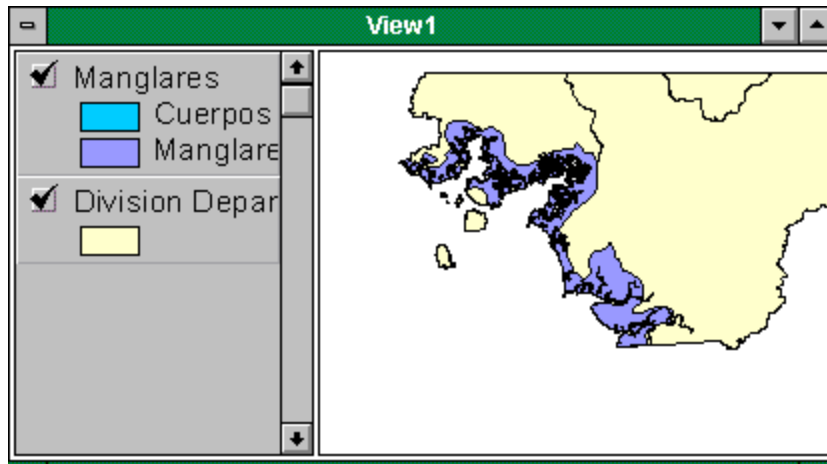 View1
Manglares
Cuerpos
Manglare
Division Depar